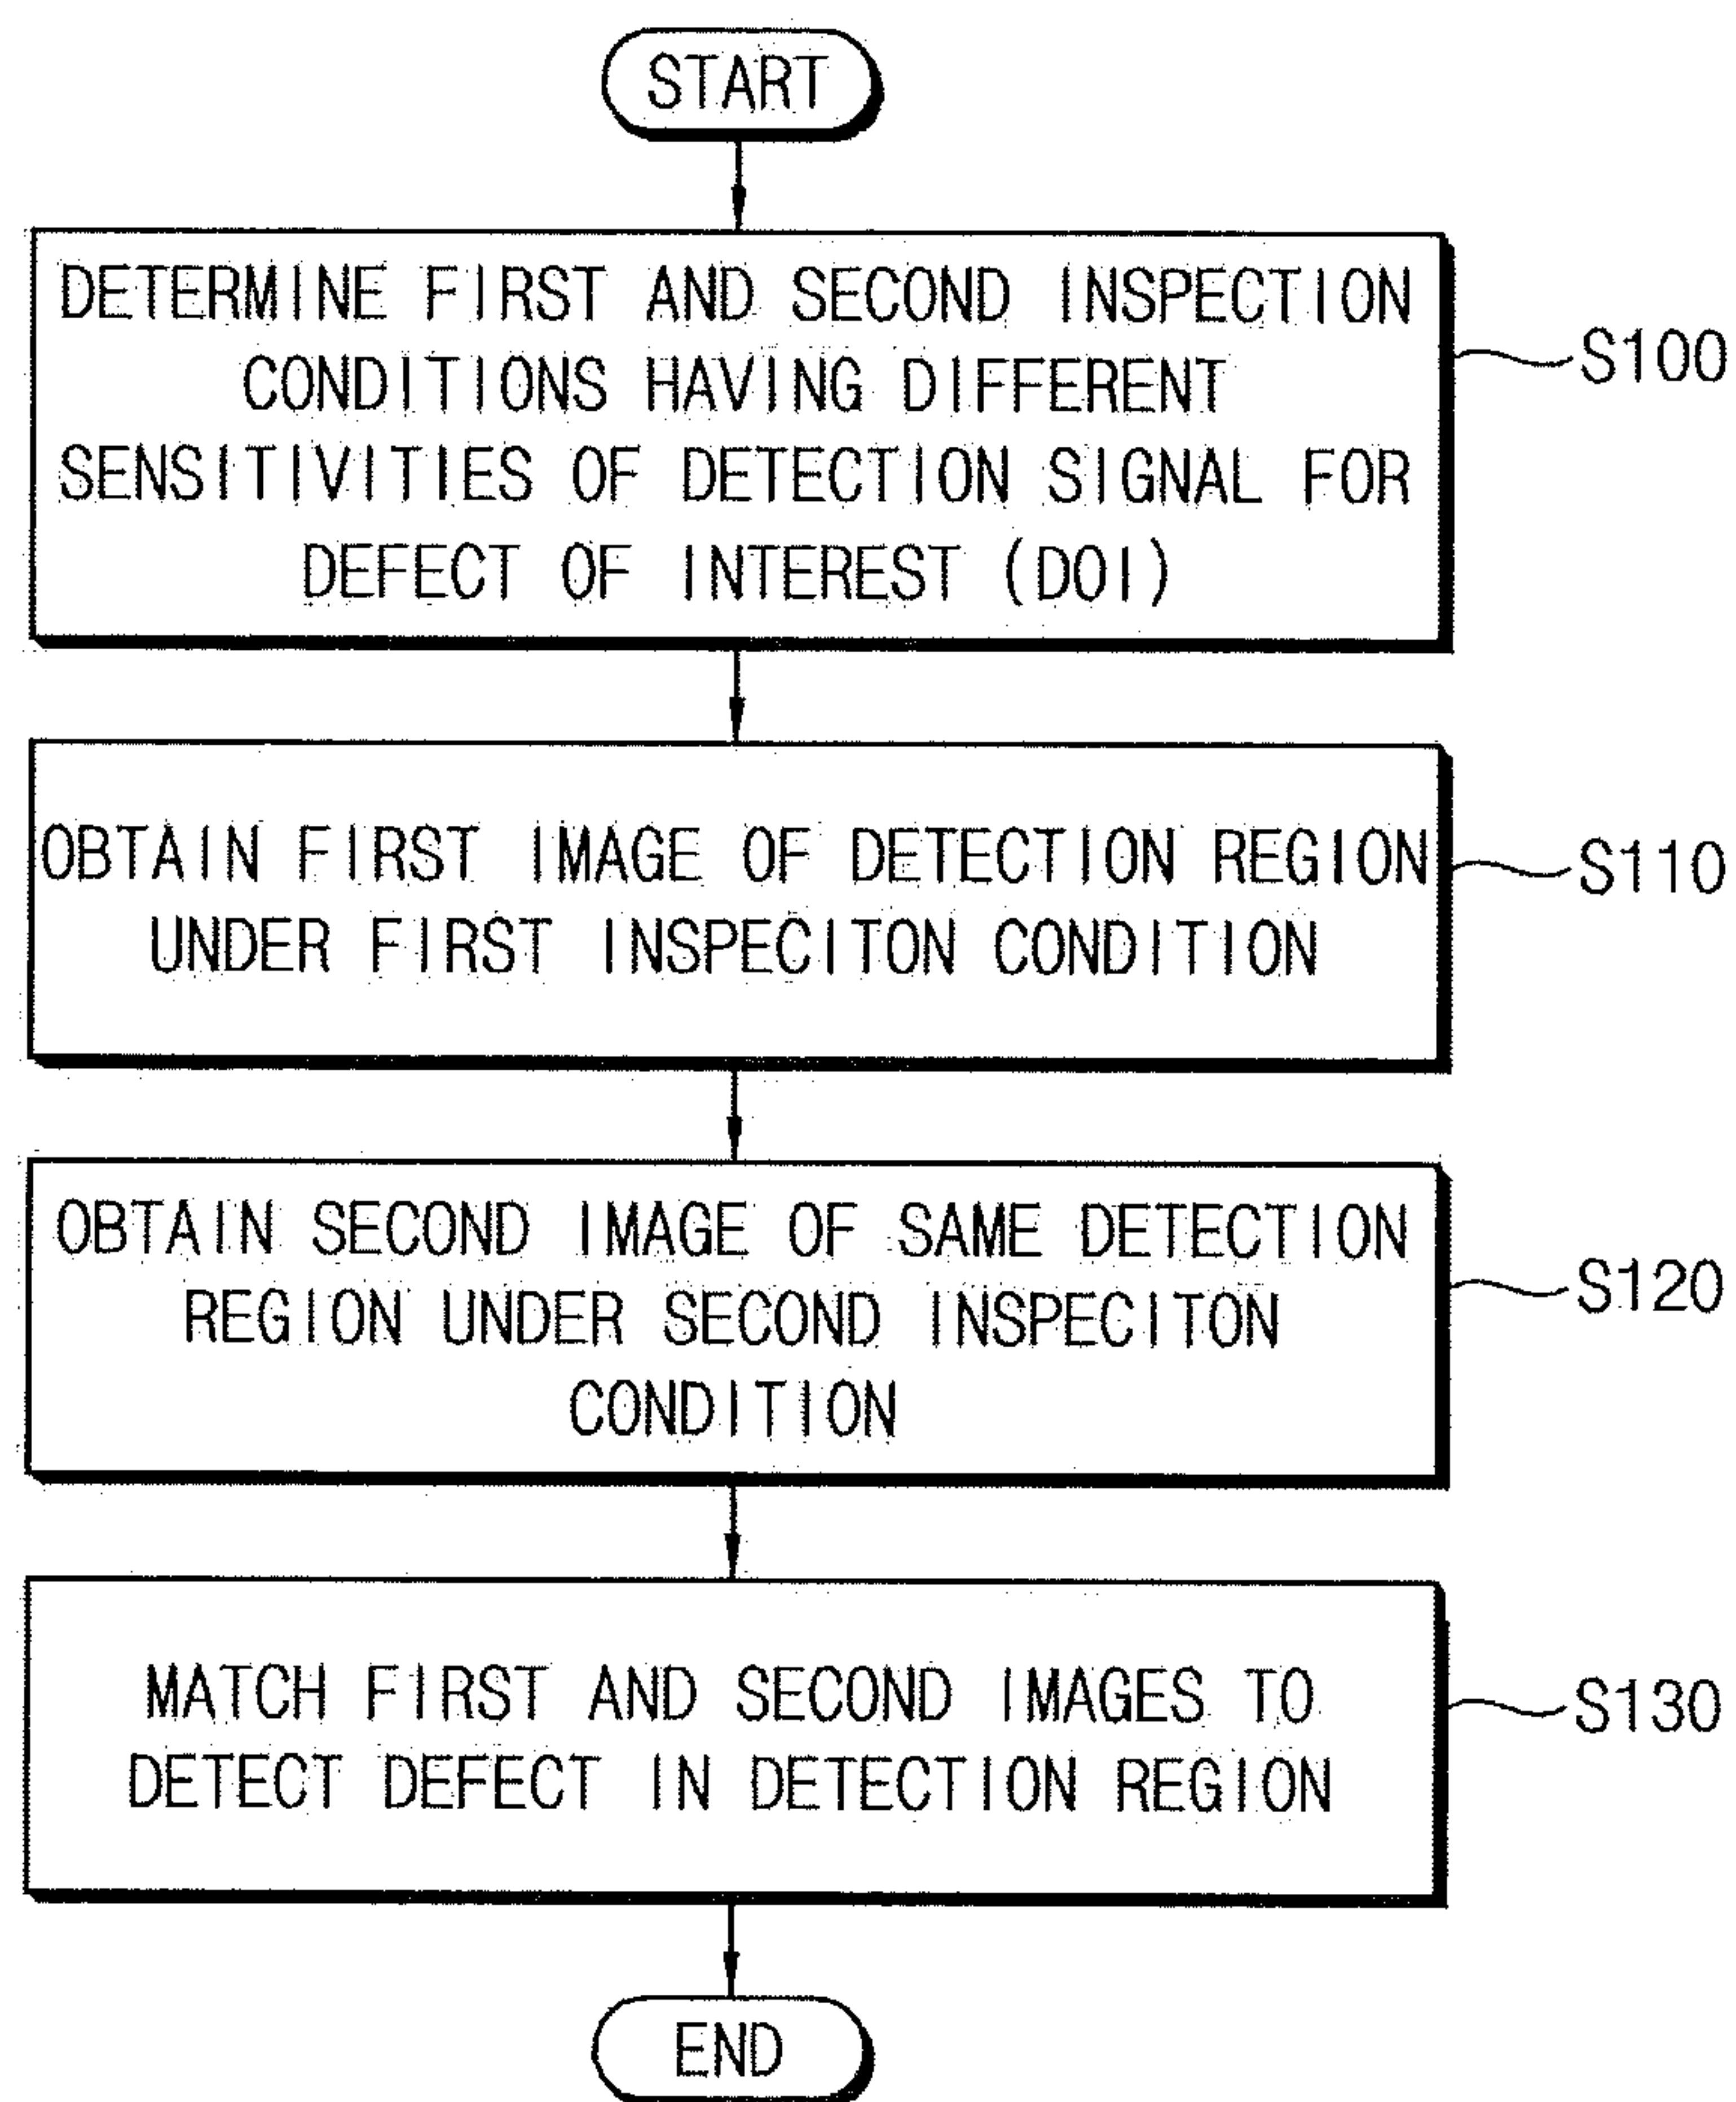 START
DETERMINE FIRST AND SECOND INSPECTION
CONDITIONS HAVING DIFFERENT
SENSITIVITIES OF DETECTION SIGNAL FOR
DEFECT OF INTEREST (DOI)
S100
OBTAIN FIRST IMAGE OF DETECTION REGION
UNDER FIRST INSPECITON CONDITION
S110
OBTAIN SECOND IMAGE OF SAME DETECTION
REGION UNDER SECOND INSPECITON
CONDITION
S120
MATCH FIRST AND SECOND IMAGES TO
DETECT DEFECT IN DETECTION REGION
S130
END